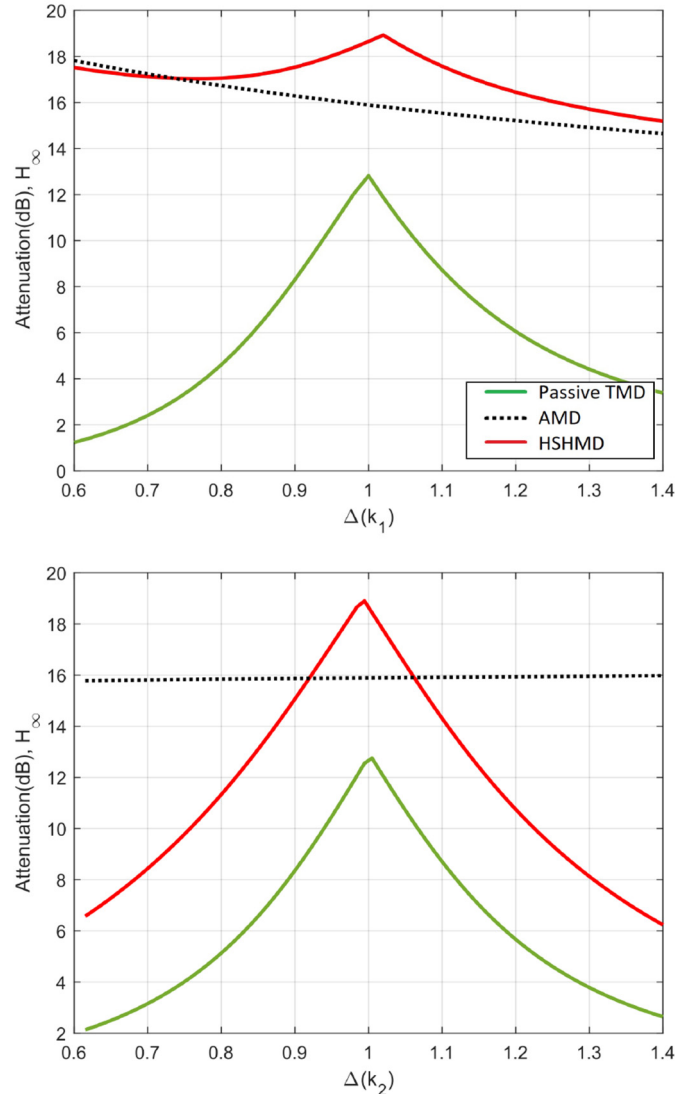 20
18
16
14
12
10
8
6
4
2
0
Attenuation(dB), H∞
Passive TMD
AMD
HSHMD
0.6 0.7 0.8 0.9 1 1.1 1.2 1.3 1.4
Δ(k₁)
20
18
16
14
12
10
8
6
4
2
Attenuation(dB), H∞
0.6 0.7 0.8 0.9 1 1.1 1.2 1.3 1.4
Δ(k₂)